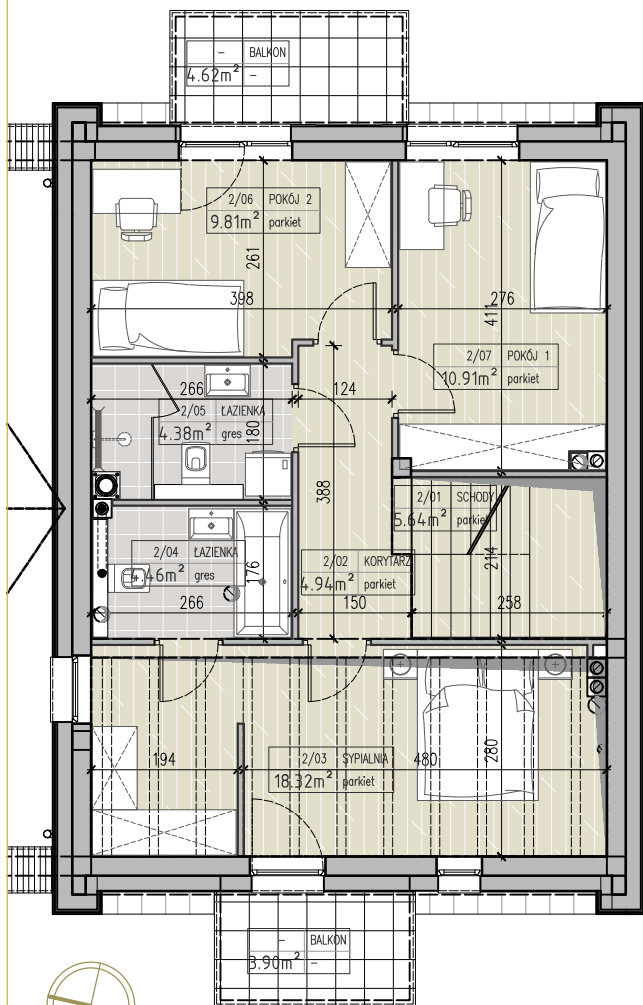 - BALKON
4.62m² -
2/06 POKÓJ 2
9.81m² parkiet
261
398
276
411
2/07 POKÓJ 1
10.91m² parkiet
266
124
2/05 ŁAZIENKA
4.38m² gres
180
388
2/01 SCHODY
5.64m² parkiet
214
2/04 ŁAZIENKA
.46m² gres
176
2/02 KORYTARZ
4.94m² parkiet
266
150
258
194
2/03 SYPIALNIA
18.32m² parkiet
480
280
- BALKON
3.90m² -